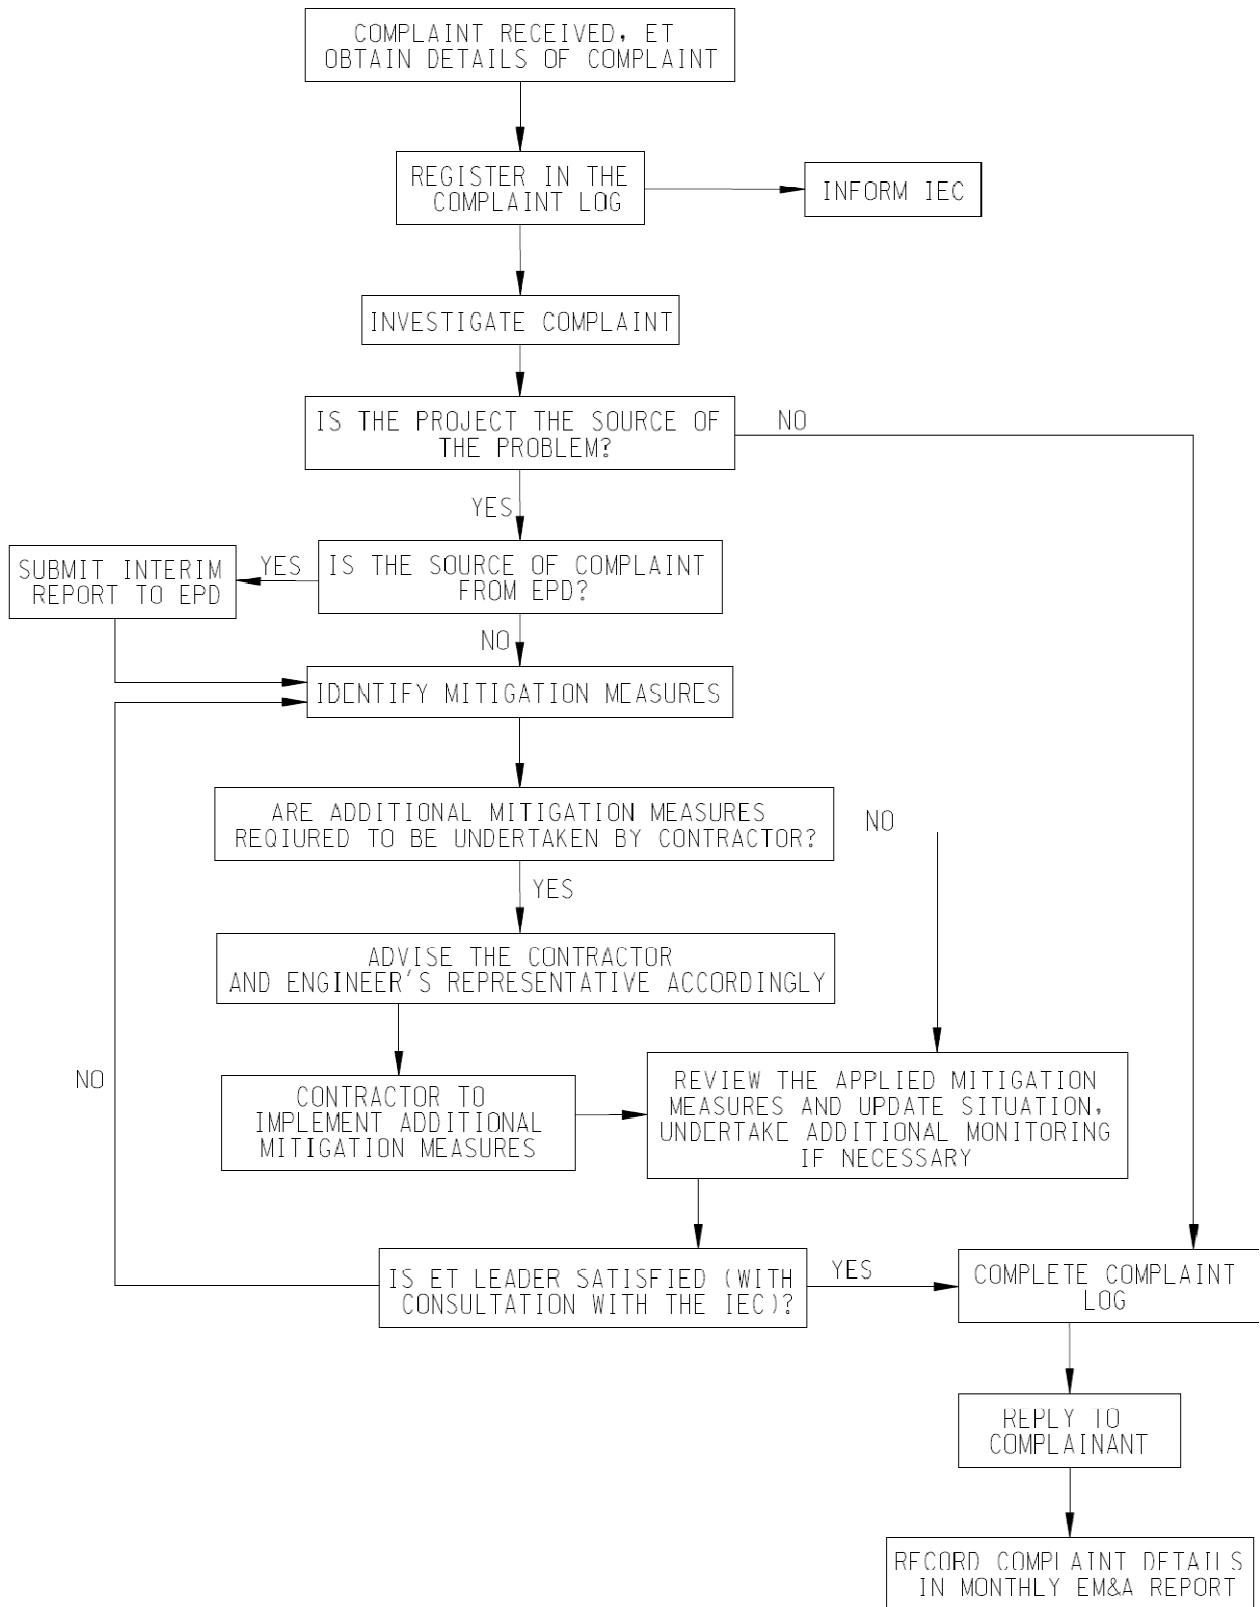 COMPLAINT RECEIVED, ET
OBTAIN DETAILS OF COMPLAINT
REGISTER IN THE
COMPLAINT LOG
INFORM IEC
INVESTIGATE COMPLAINT
IS THE PROJECT THE SOURCE OF
THE PROBLEM?
NO
YES
SUBMIT INTERIM
REPORT TO EPD
YES
IS THE SOURCE OF COMPLAINT
FROM EPD?
NO
IDENTIFY MITIGATION MEASURES
ARE ADDITIONAL MITIGATION MEASURES
REQIURED TO BE UNDERTAKEN BY CONTRACTOR?
NO
YES
ADVISE THE CONTRACTOR
AND ENGINEER'S REPRESENTATIVE ACCORDINGLY
NO
CONTRACTOR TO
IMPLEMENT ADDITIONAL
MITIGATION MEASURES
REVIEW THE APPLIED MITIGATION
MEASURES AND UPDATE SITUATION,
UNDERTAKE ADDITIONAL MONITORING
IF NECESSARY
IS ET LEADER SATISFIED (WITH
CONSULTATION WITH THE IEC)?
YES
COMPLETE COMPLAINT
LOG
REPLY TO
COMPLAINANT
RECORD COMPLAINT DETAILS
IN MONTHLY EM&A REPORT